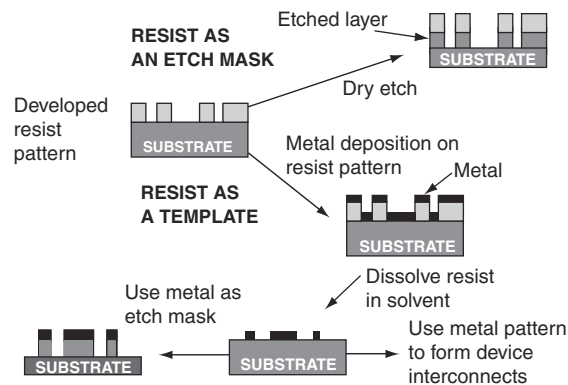 RESIST AS
AN ETCH MASK
Etched layer
SUBSTRATE
Dry etch
Developed
resist
pattern
SUBSTRATE
Metal deposition on
resist pattern
Metal
RESIST AS
A TEMPLATE
SUBSTRATE
Dissolve resist
in solvent
Use metal as
etch mask
SUBSTRATE
SUBSTRATE
Use metal pattern
to form device
interconnects